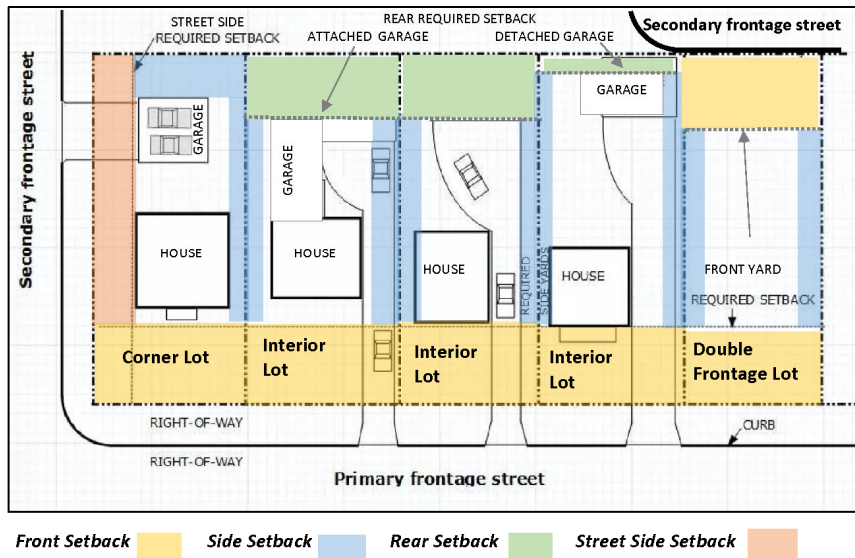 STREET SIDE
REQUIRED SETBACK
REAR REQUIRED SETBACK
ATTACHED GARAGE
DETACHED GARAGE
Secondary frontage street
Secondary frontage street
GARAGE
GARAGE
GARAGE
HOUSE
HOUSE
HOUSE
HOUSE
REQUIRED
SIDE YARDS
FRONT YARD
REQUIRED SETBACK
Corner Lot
Interior
Lot
Interior
Lot
Interior
Lot
Double
Frontage Lot
RIGHT-OF-WAY
CURB
RIGHT-OF-WAY
Primary frontage street
Front Setback
Side Setback
Rear Setback
Street Side Setback